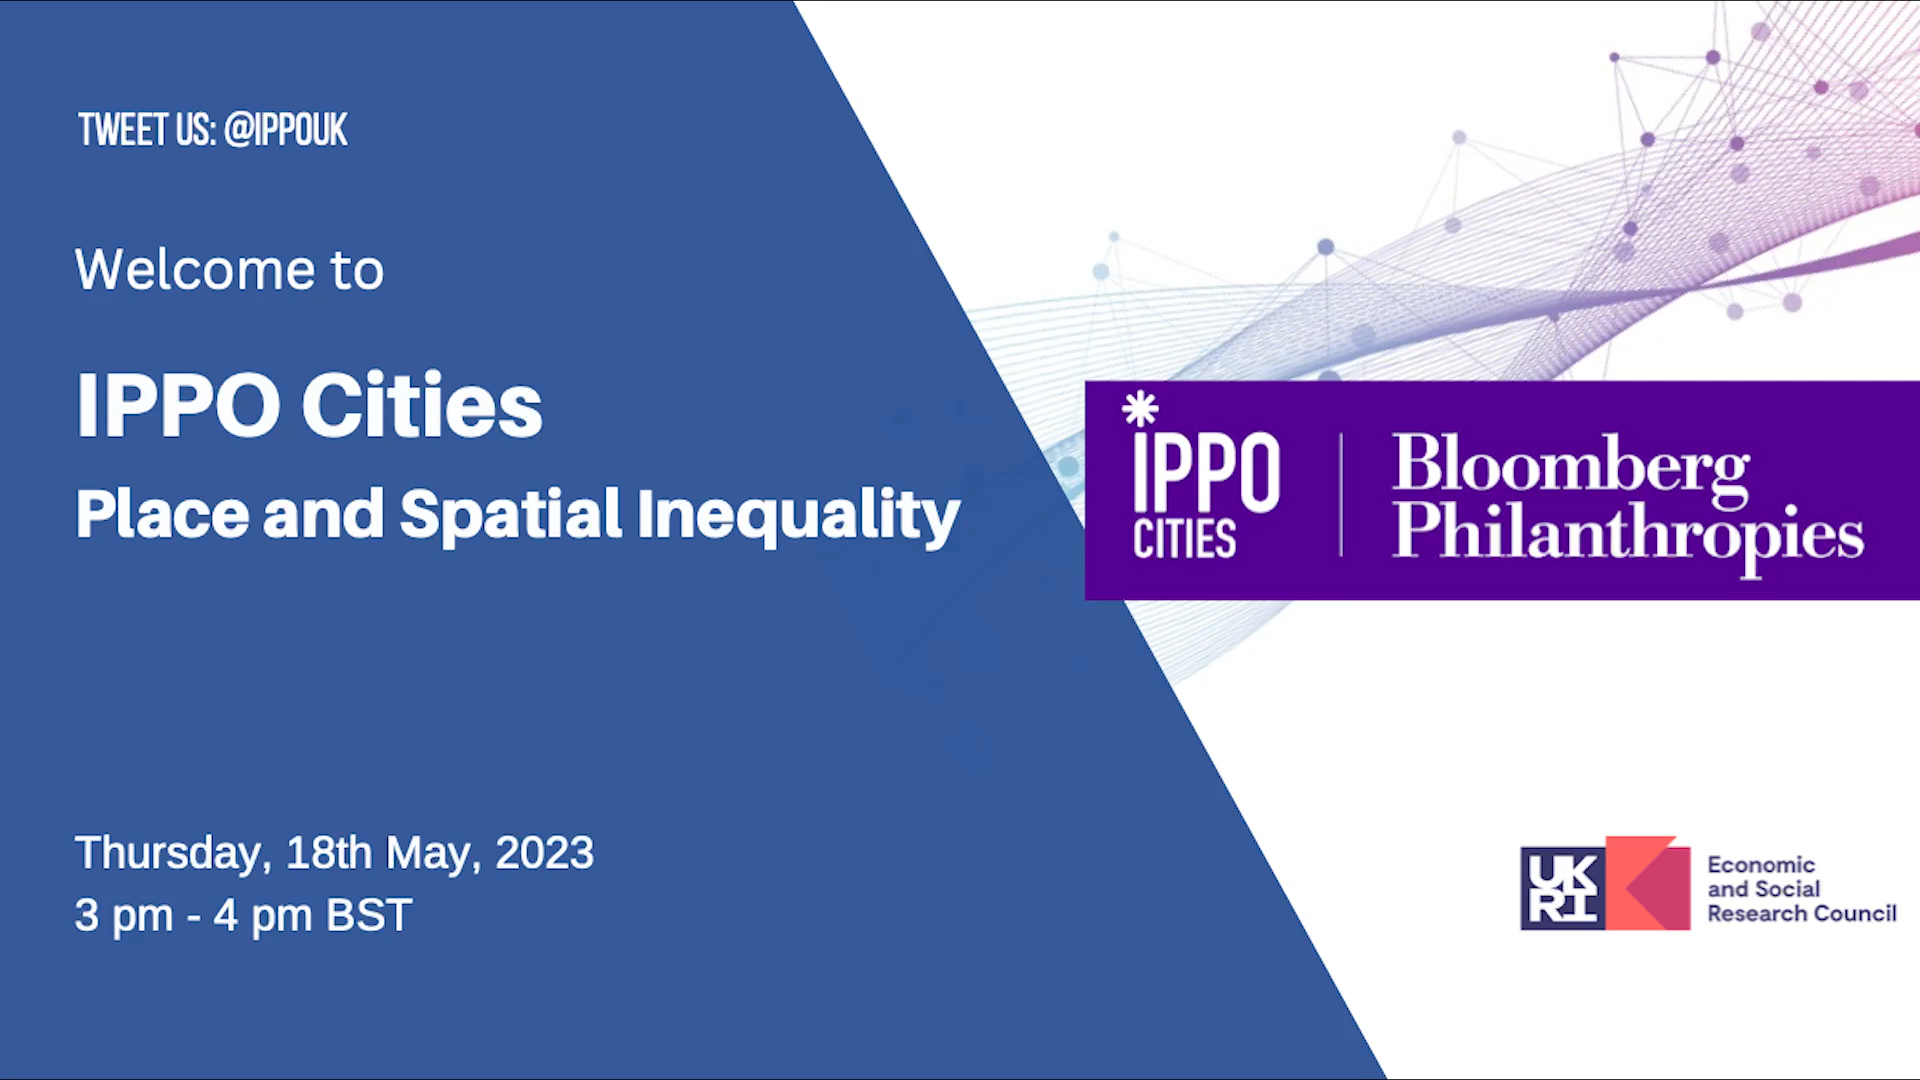 TWEET US: @IPPOUK
Welcome to
IPPO Cities
Place and Spatial Inequality
Thursday, 18th May, 2023
3 pm - 4 pm BST
IPPO
CITIES
Bloomberg
Philanthropies
UK
RI
Economic
and Social
Research Council